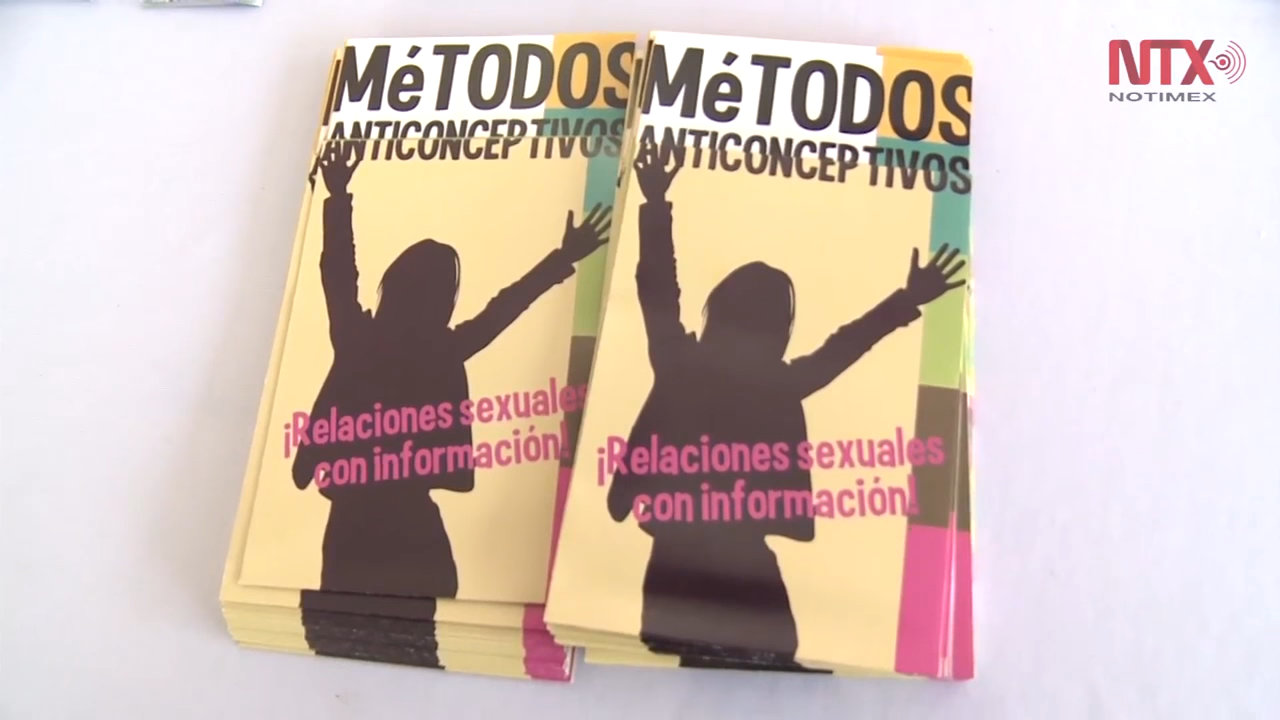 MéTODOS
ANTICONCEPTIVOS
¡Relaciones sexuales
con información!
MéTODOS
ANTICONCEPTIVOS
¡Relaciones sexuales
con información!
NTX
NOTIMEX